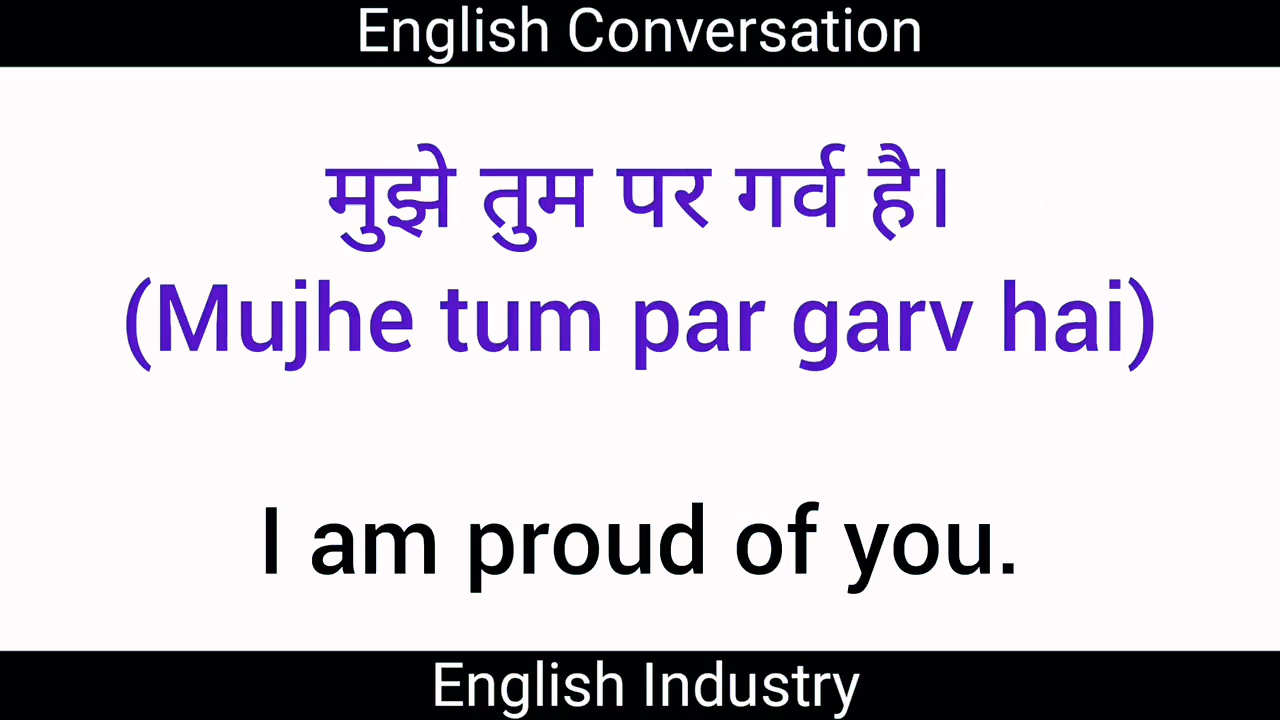 English Conversation
मुझे तुम पर गर्व है।
(Mujhe tum par garv hai)
I am proud of you.
English Industry